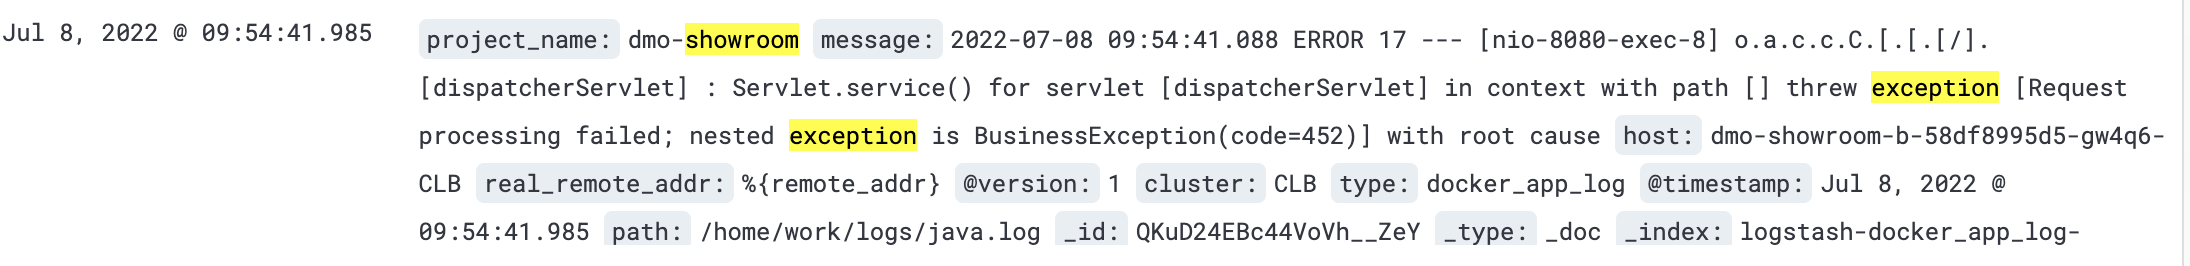 Jul 8, 2022 @ 09:54:41.985 project_name: dmo-showroom message: 2022-07-08 09:54:41.088 ERROR 17 --- [nio-8080-exec-8] o.a.c.c.C.[.[.[/].
[dispatcherServlet] : Servlet.service() for servlet [dispatcherServlet] in context with path [] threw exception [Request
processing failed; nested exception is BusinessException(code=452)] with root cause host: dmo-showroom-b-58df8995d5-gw4q6-
CLB real_remote_addr: %{remote_addr} @version: 1 cluster: CLB type: docker_app_log @timestamp: Jul 8, 2022 @
09:54:41.985 path: /home/work/logs/java.log _id: QKuD24EBc44VoVh__ZeY _type: _doc _index: logstash-docker_app_log-